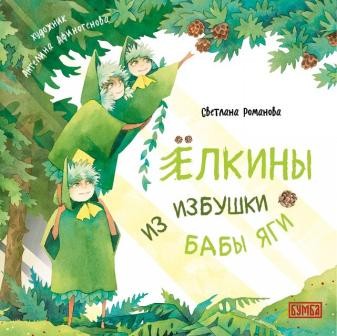 художник
Ангелина Афиногенова
Светлана Романова
ЁЛКИНЫ
ИЗ ИЗБУШКИ
БАБЫ ЯГИ
БУМБА